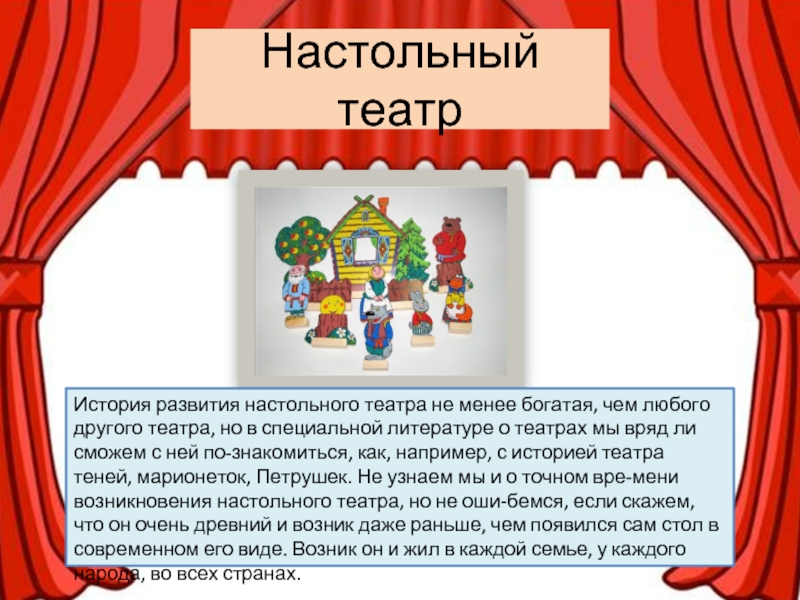 Настольный
театр
История развития настольного театра не менее богатая, чем любого
другого театра, но в специальной литературе о театрах мы вряд ли
сможем с ней по-знакомиться, как, например, с историей театра
теней, марионеток, Петрушек. Не узнаем мы и о точном вре-мени
возникновения настольного театра, но не оши-бемся, если скажем,
что он очень древний и возник даже раньше, чем появился сам стол в
современном его виде. Возник он и жил в каждой семье, у каждого
народа, во всех странах.